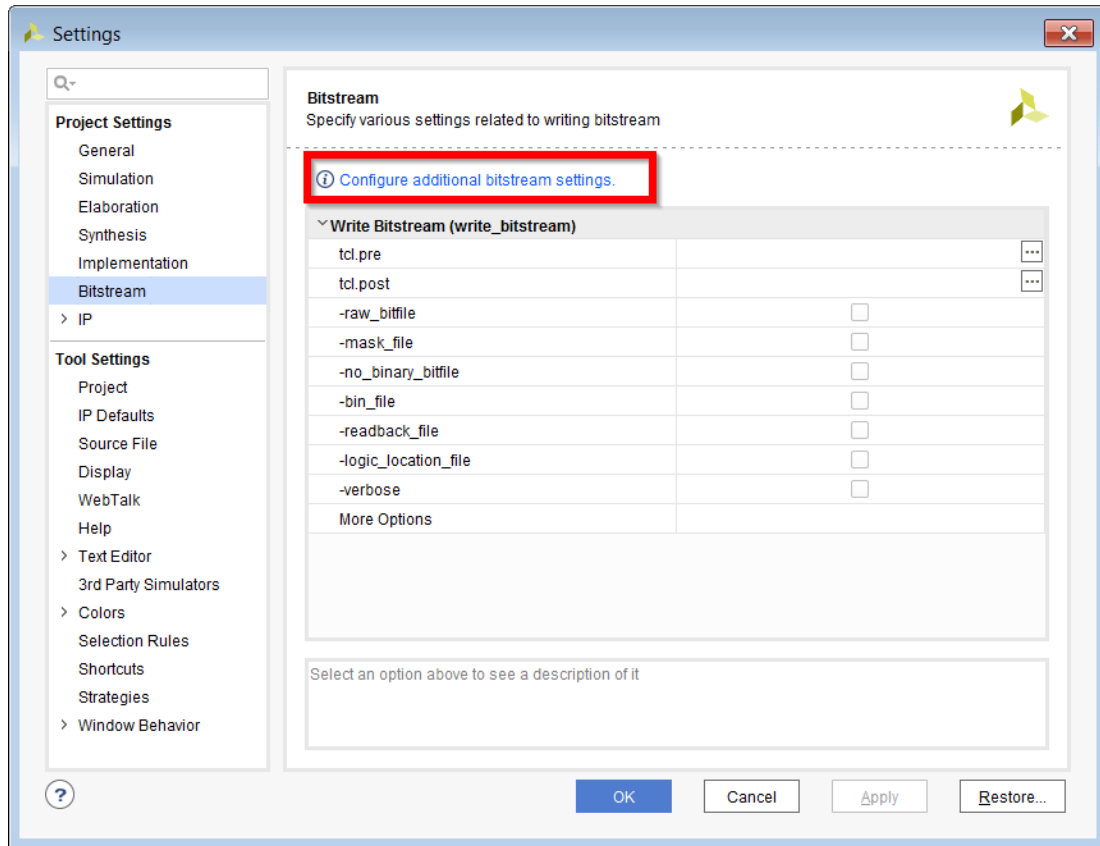 Settings
Project Settings
General
Simulation
Elaboration
Synthesis
Implementation
Bitstream
> IP
Tool Settings
Project
IP Defaults
Source File
Display
WebTalk
Help
> Text Editor
3rd Party Simulators
> Colors
Selection Rules
Shortcuts
Strategies
> Window Behavior
Bitstream
Specify various settings related to writing bitstream
Configure additional bitstream settings.
Write Bitstream (write_bitstream)
tcl.pre
...
tcl.post
...
-raw_bitfile
-mask_file
-no_binary_bitfile
-bin_file
-readback_file
-logic_location_file
-verbose
More Options
Select an option above to see a description of it
? OK Cancel Apply Restore...